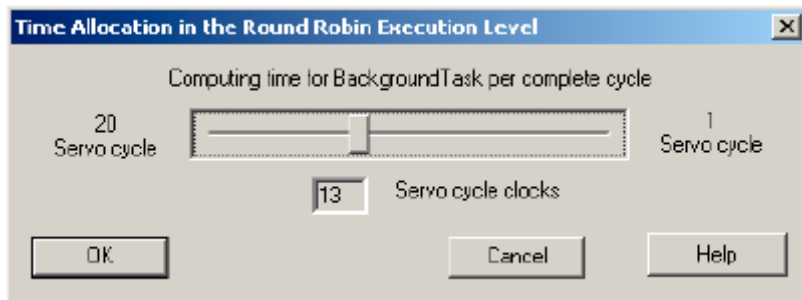 Time Allocation in the Round Robin Execution Level
Computing time for BackgroundTask per complete cycle
20
Servo cycle
1
Servo cycle
13 Servo cycle clocks
OK Cancel Help